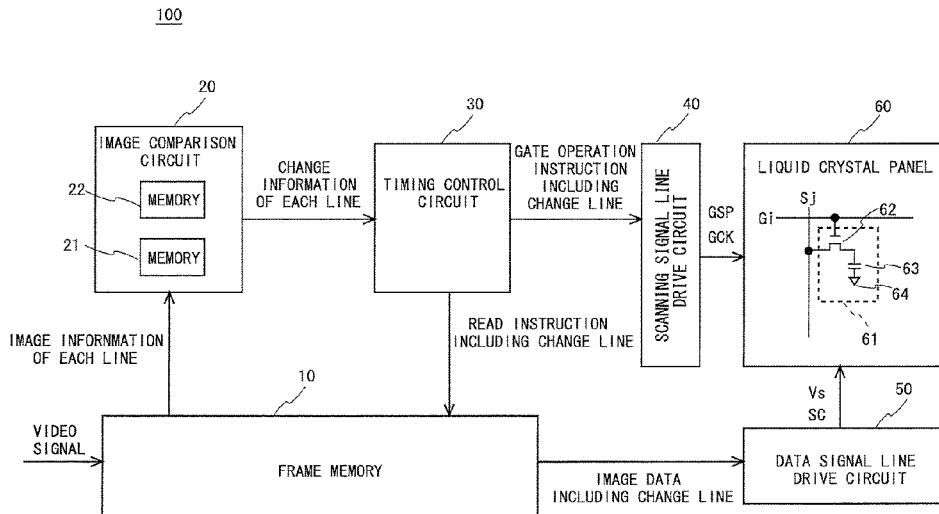 100
20
IMAGE COMPARISON
CIRCUIT
22
MEMORY
21
MEMORY
CHANGE
INFORMATION
OF EACH LINE
30
TIMING CONTROL
CIRCUIT
GATE OPERATION
INSTRUCTION
INCLUDING
CHANGE LINE
40
SCANNING SIGNAL LINE
DRIVE CIRCUIT
GSP
GCK
60
LIQUID CRYSTAL PANEL
Sj
Gi
62
63
64
61
IMAGE INFORNMATION
OF EACH LINE
READ INSTRUCTION
INCLUDING CHANGE LINE
10
VIDEO
SIGNAL
FRAME MEMORY
IMAGE DATA
INCLUDING CHANGE LINE
Vs
SC
50
DATA SIGNAL LINE
DRIVE CIRCUIT